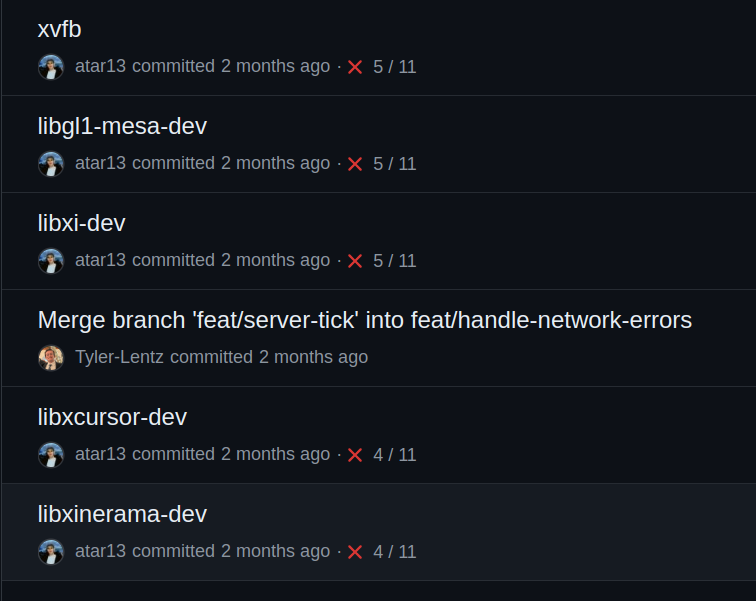 xvfb
atar13 committed 2 months ago · ❌ 5 / 11
libgl1-mesa-dev
atar13 committed 2 months ago · ❌ 5 / 11
libxi-dev
atar13 committed 2 months ago · ❌ 5 / 11
Merge branch 'feat/server-tick' into feat/handle-network-errors
Tyler-Lentz committed 2 months ago
libxcursor-dev
atar13 committed 2 months ago · ❌ 4 / 11
libxinerama-dev
atar13 committed 2 months ago · ❌ 4 / 11